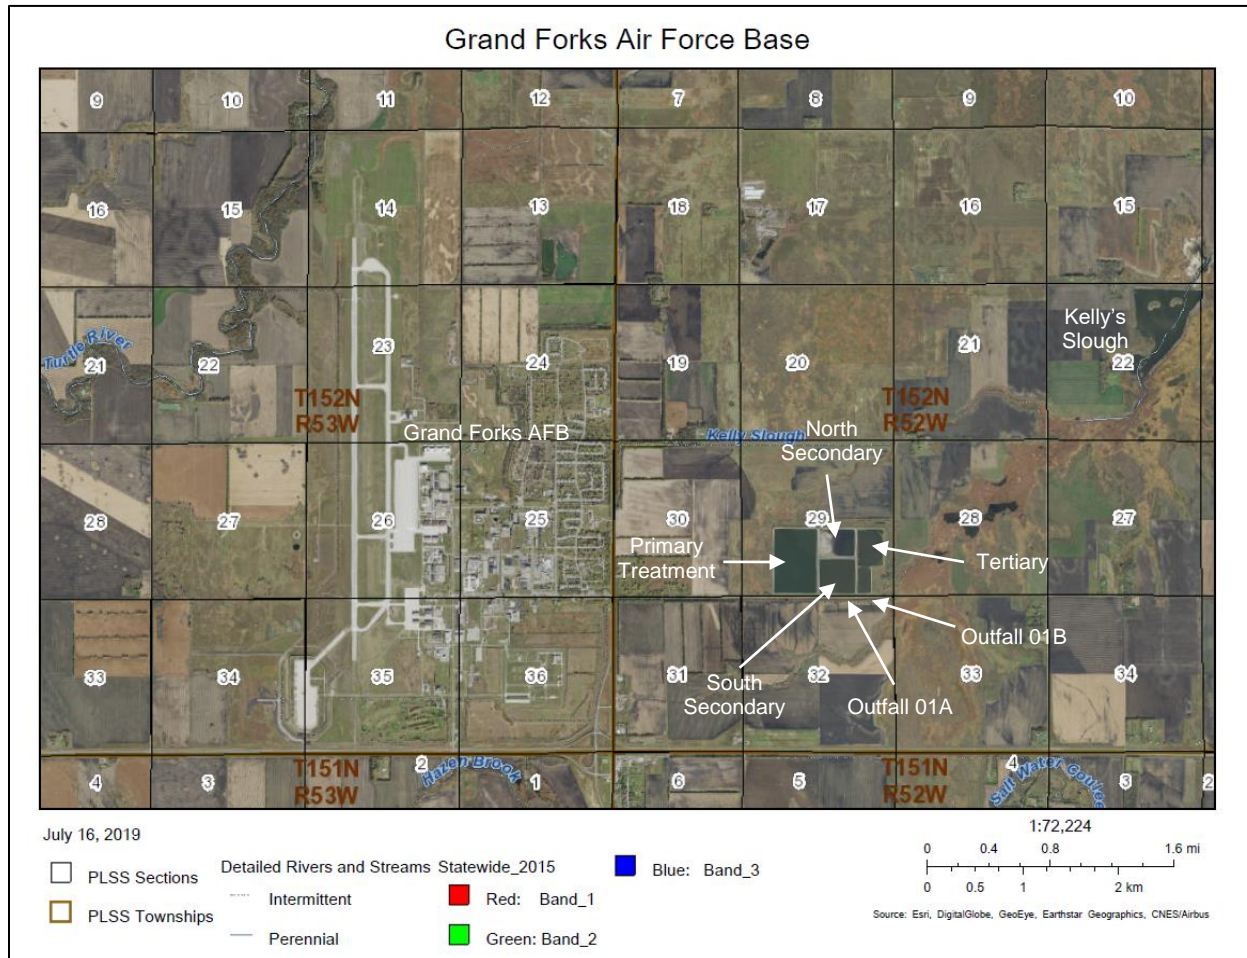 Grand Forks Air Force Base
9
10
11
12
7
8
9
10
16
15
14
13
18
17
16
15
Turtle River
21
22
23
24
19
20
21
22
Kelly's
Slough
T152N
R53W
T152N
R52W
Grand Forks AFB
Kelly Slough
North
Secondary
28
27
26
25
30
29
28
27
Primary
Treatment
Tertiary
33
34
35
36
31
32
33
34
South
Secondary
Outfall 01A
Outfall 01B
4
3
T151N
R53W
2
Hazen Brook
1
6
5
T151N
R52W
4
Salt Water Coulee
3
2
July 16, 2019
PLSS Sections
PLSS Townships
Detailed Rivers and Streams Statewide_2015
Intermittent
Perennial
Red: Band_1
Green: Band_2
Blue: Band_3
1:72,224
0 0.4 0.8 1.6 mi
0 0.5 1 2 km
Source: Esri, DigitalGlobe, GeoEye, Earthstar Geographics, CNES/Airbus